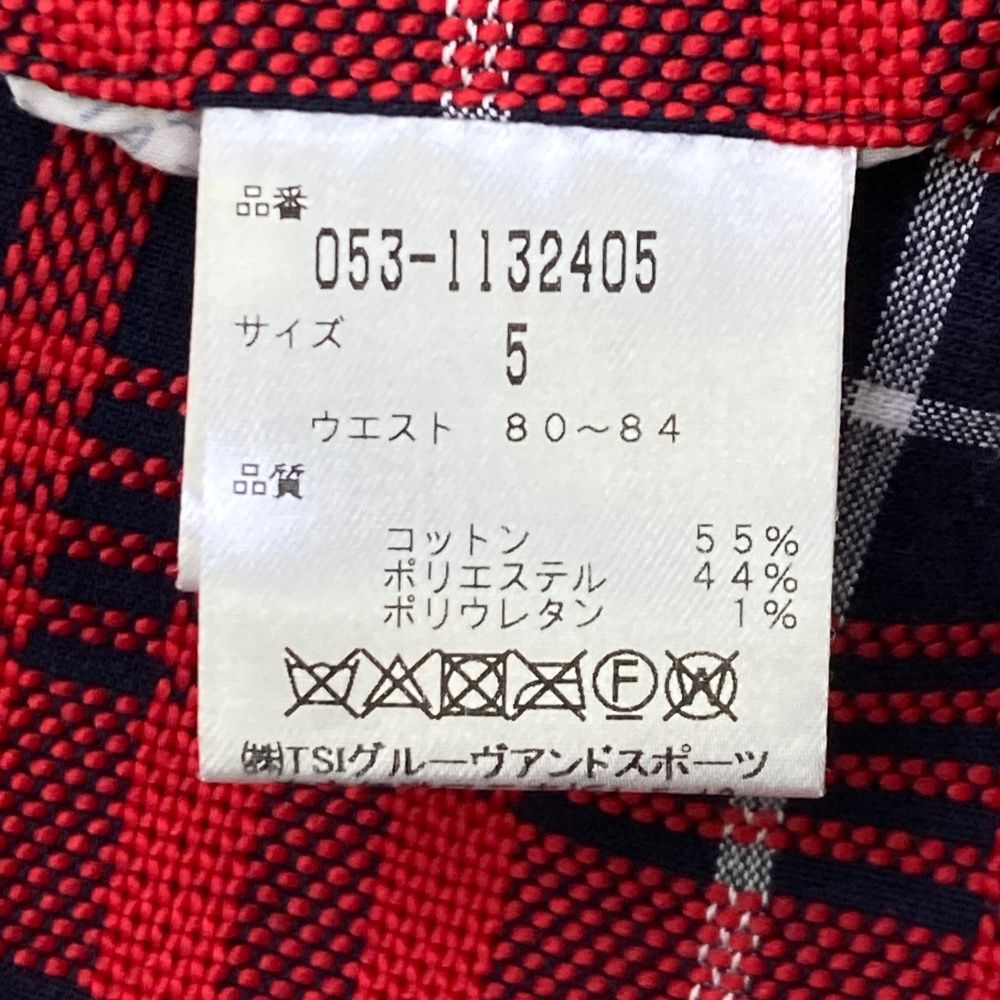 品番
053-1132405
サイズ 5
ウエスト 80~84
品質
コットン 55%
ポリエステル 44%
ポリウレタン 1%
F W
(株)TSIグルーヴアンドスポーツ